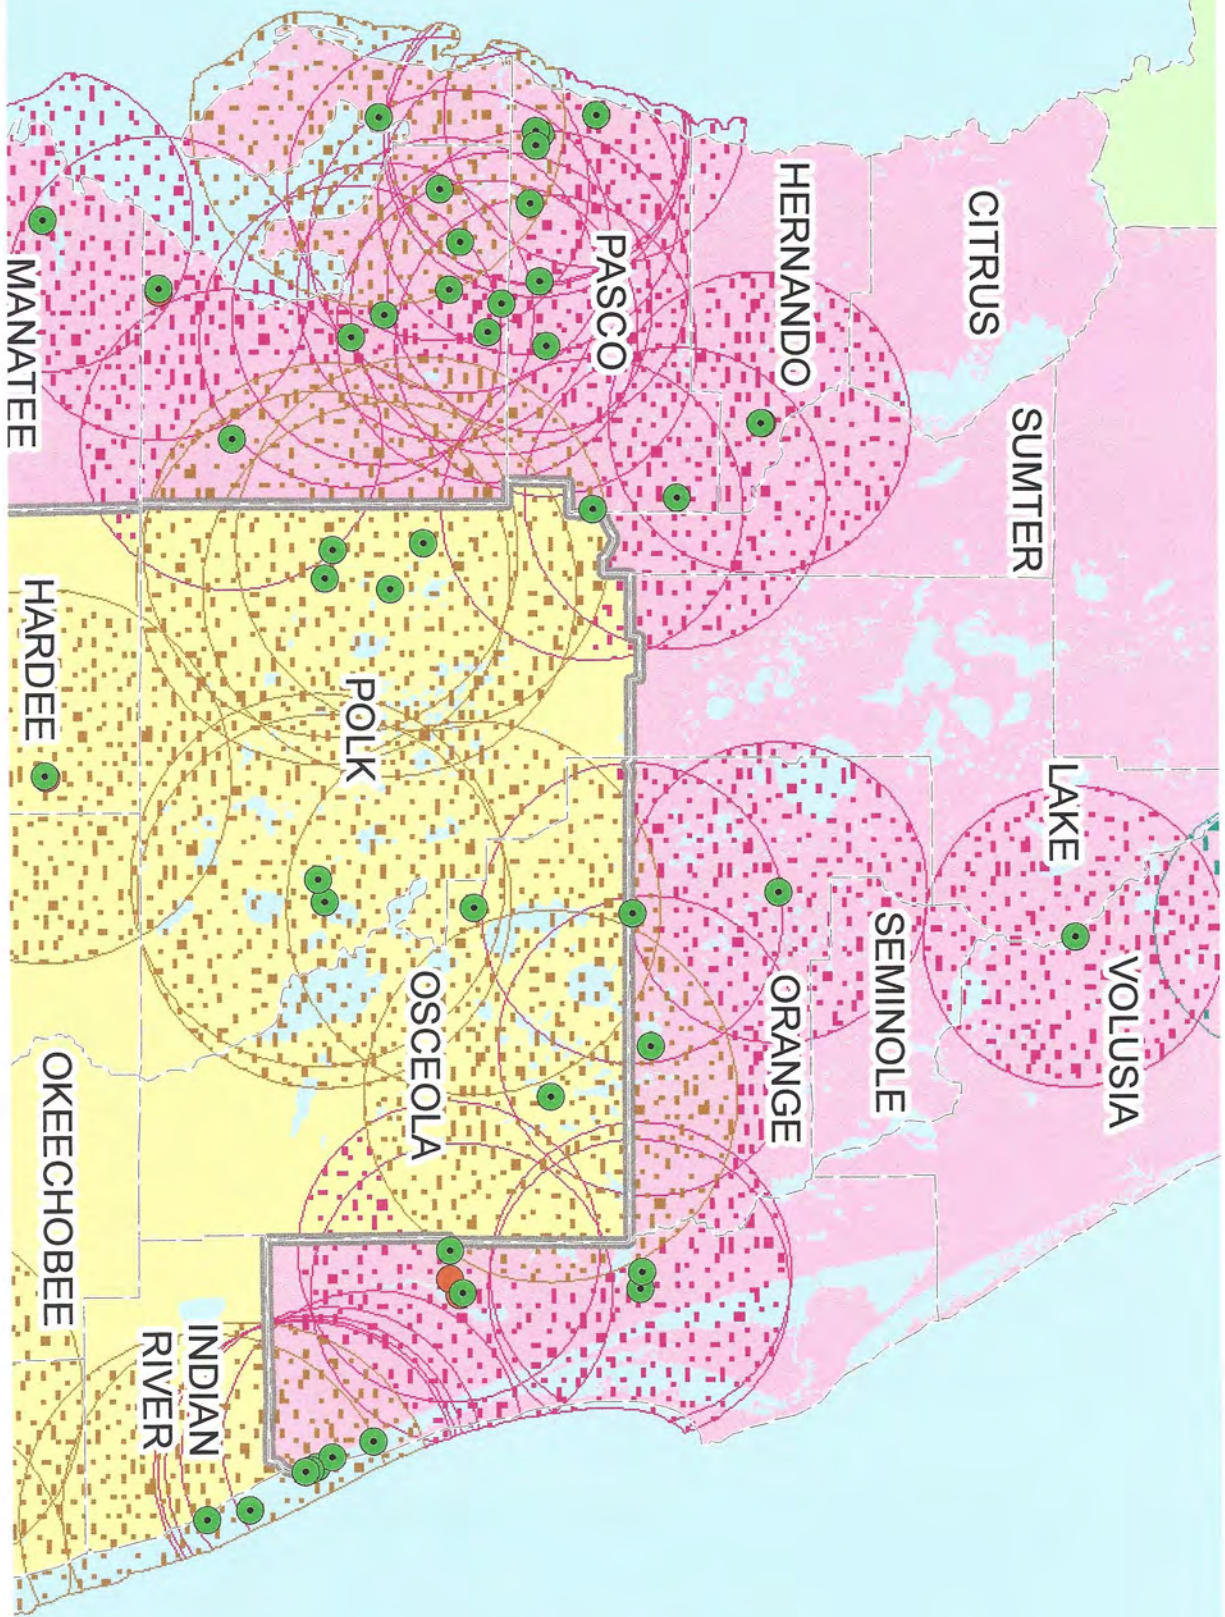 CITRUS
SUMTER
LAKE
VOLUSIA
HERNANDO
SEMINOLE
PASCO
ORANGE
POLK
OSCEOLA
MANATEE
HARDEE
OKEECHOBEE
INDIAN
RIVER